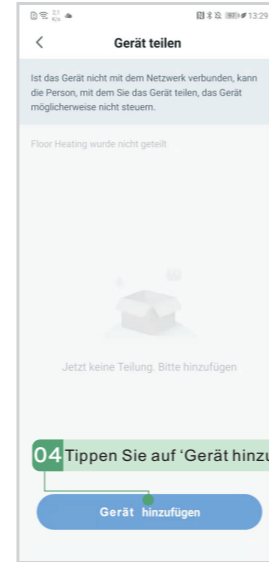 13:29
Gerät teilen
Ist das Gerät nicht mit dem Netzwerk verbunden, kann
die Person, mit dem Sie das Gerät teilen, das Gerät
möglicherweise nicht steuern.
Floor Heating wurde nicht geteilt
Jetzt keine Teilung. Bitte hinzufügen
04 Tippen Sie auf ‘Gerät hinzu
Gerät hinzufügen